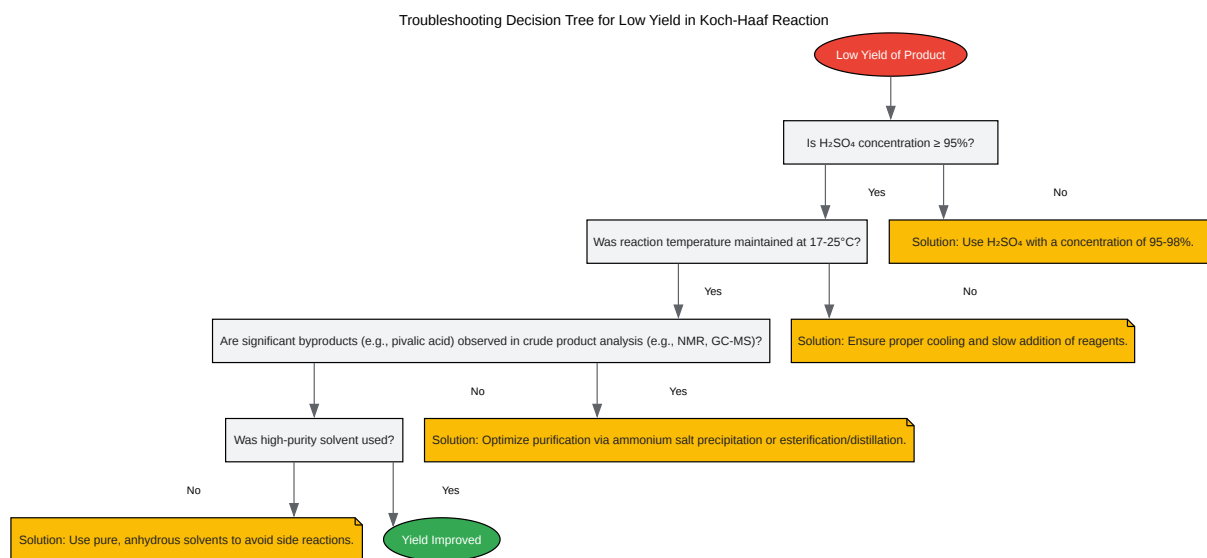 Troubleshooting Decision Tree for Low Yield in Koch-Haaf Reaction
Low Yield of Product
Is H₂SO₄ concentration ≥ 95%?
Yes
No
Was reaction temperature maintained at 17-25°C?
Solution: Use H₂SO₄ with a concentration of 95-98%.
Yes
No
Are significant byproducts (e.g., pivalic acid) observed in crude product analysis (e.g., NMR, GC-MS)?
Solution: Ensure proper cooling and slow addition of reagents.
No
Yes
Was high-purity solvent used?
Solution: Optimize purification via ammonium salt precipitation or esterification/distillation.
No
Yes
Solution: Use pure, anhydrous solvents to avoid side reactions.
Yield Improved